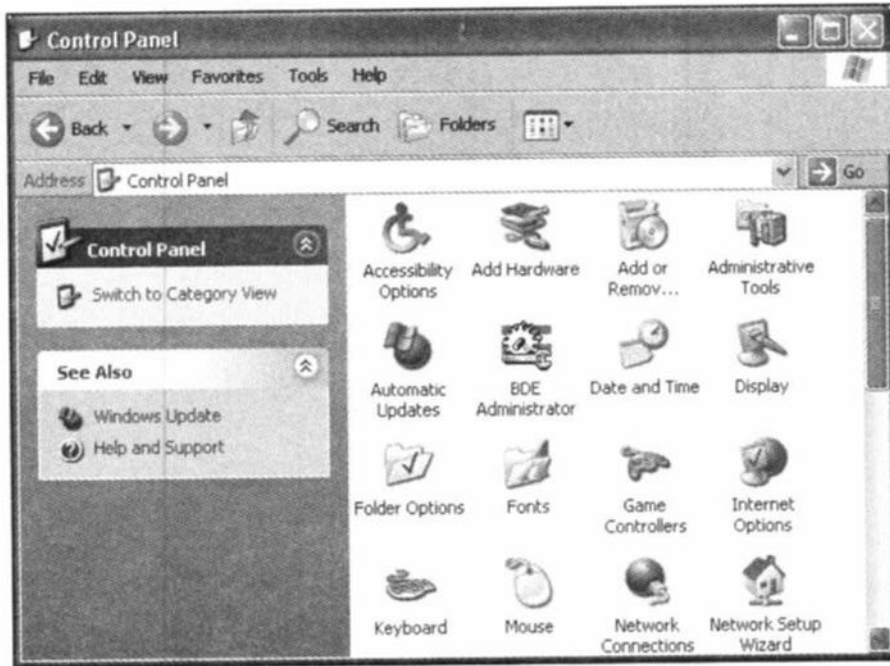 Control Panel
File Edit View Favorites Tools Help
Back Search Folders
Address Control Panel Go
Control Panel
Switch to Category View
See Also
Windows Update
Help and Support
Accessibility Options
Add Hardware
Add or Remov...
Administrative Tools
Automatic Updates
BDE Administrator
Date and Time
Display
Folder Options
Fonts
Game Controllers
Internet Options
Keyboard
Mouse
Network Connections
Network Setup Wizard